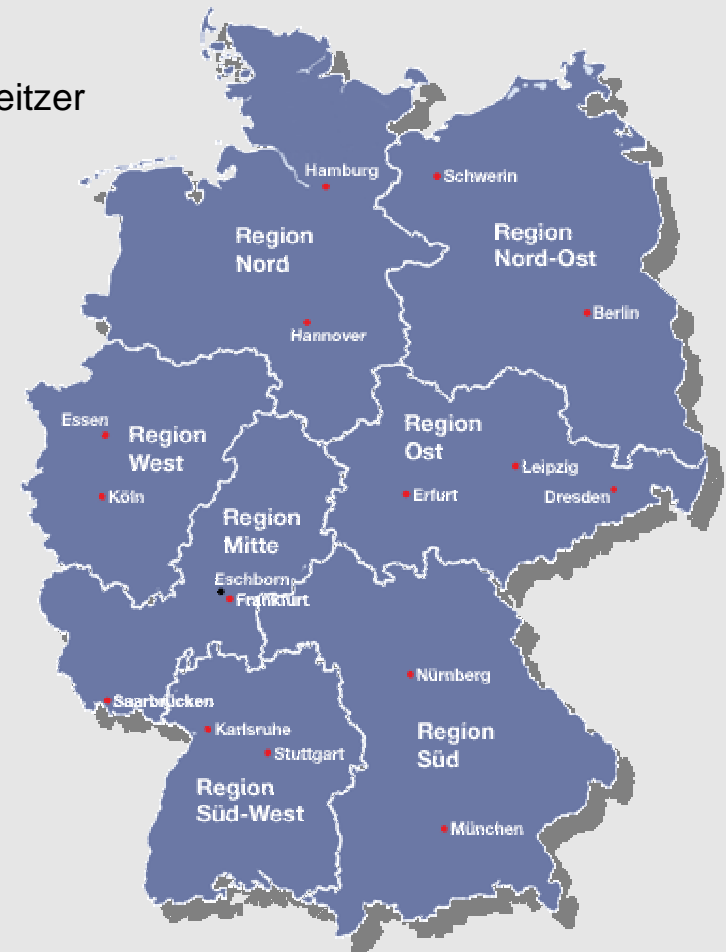 eitzer
Hamburg
Schwerin
Region
Nord
Region
Nord-Ost
Berlin
Hannover
Essen
Region
West
Köln
Region
Ost
Leipzig
Erfurt
Dresden
Region
Mitte
Eschborn
Frankfurt
Saarbrücken
Nürnberg
Karlsruhe
Stuttgart
Region
Süd
Region
Süd-West
München